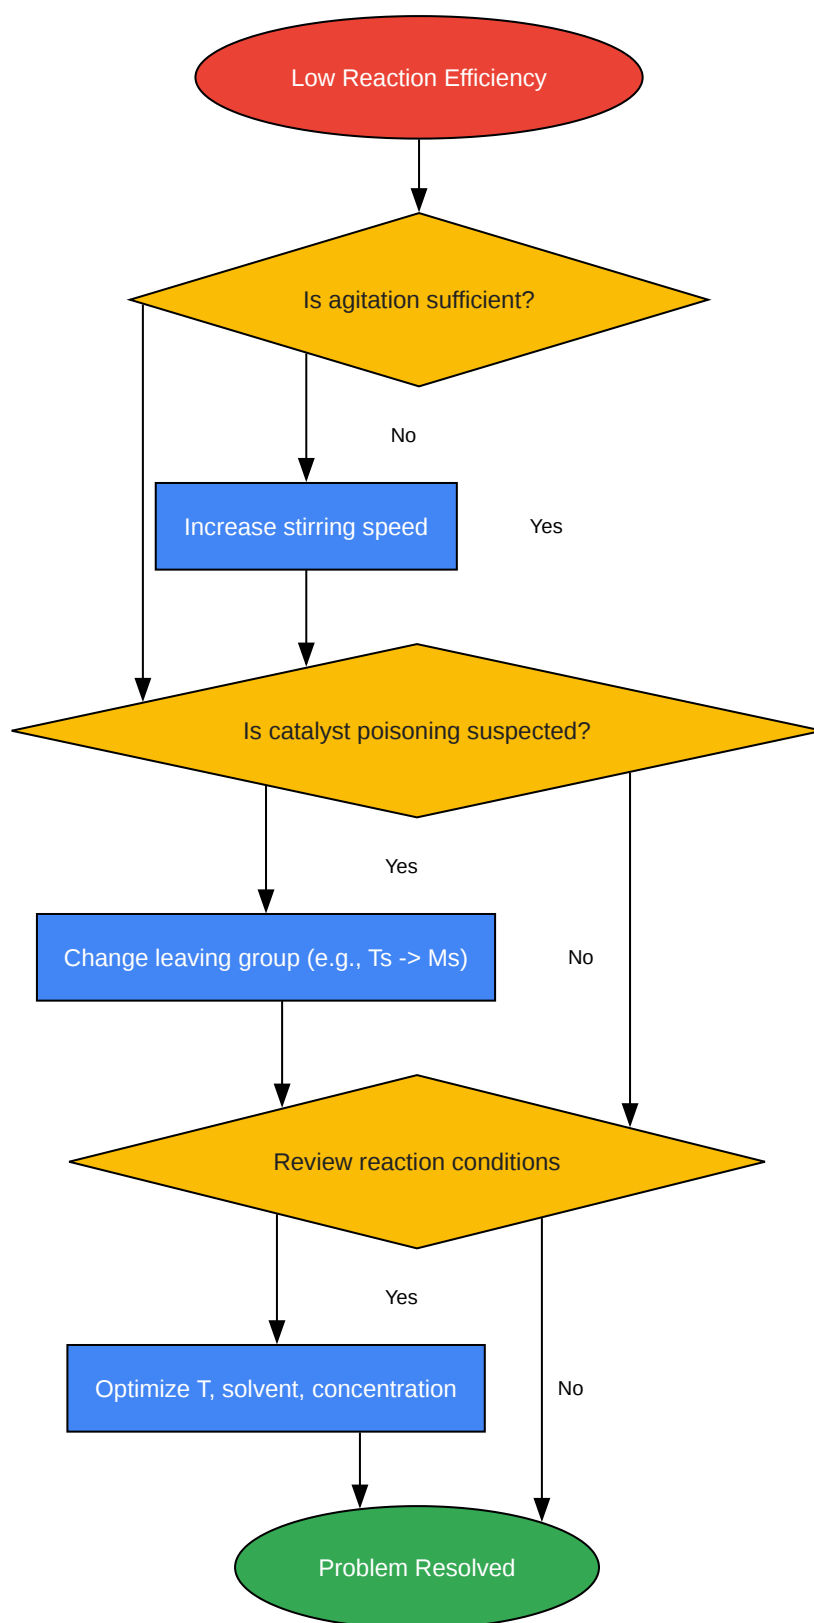 Low Reaction Efficiency
Is agitation sufficient?
No
Increase stirring speed
Yes
Is catalyst poisoning suspected?
Yes
Change leaving group (e.g., Ts -> Ms)
No
Review reaction conditions
Yes
Optimize T, solvent, concentration
No
Problem Resolved